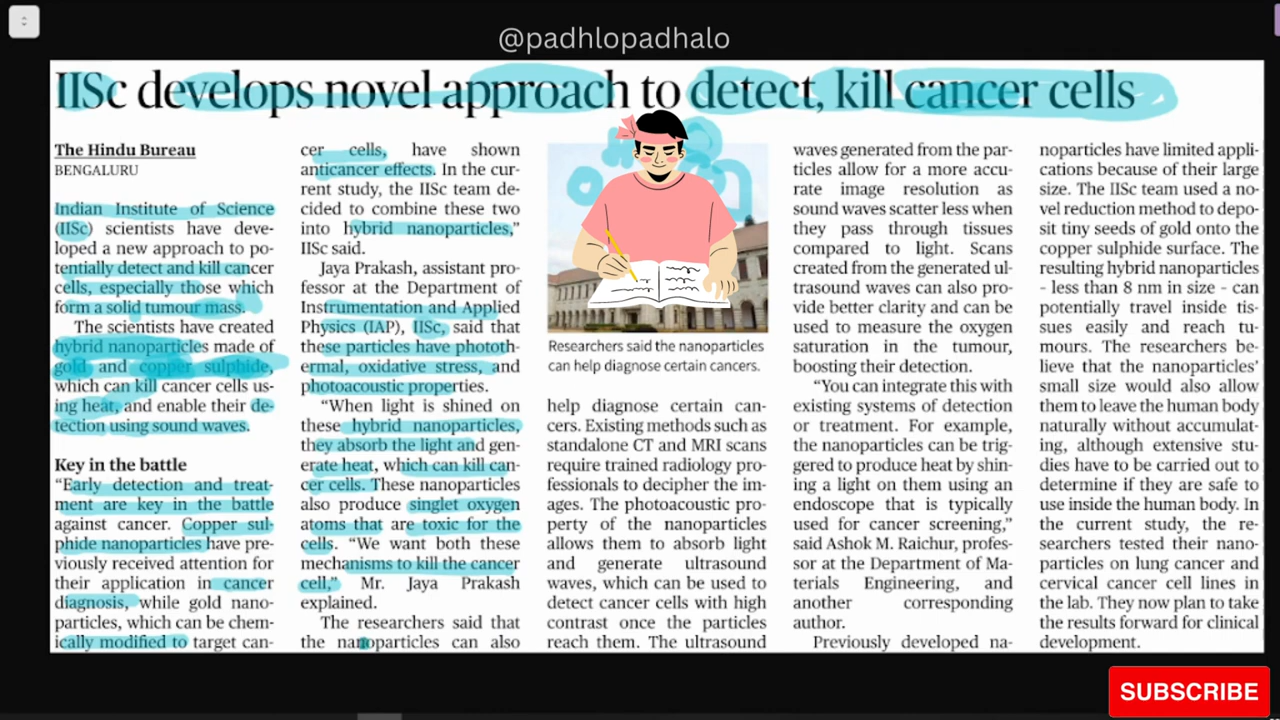 @padhlopadhalo
IISc develops novel approach to detect, kill cancer cells
The Hindu Bureau
BENGALURU
Indian Institute of Science
(IISc) scientists have deve-
loped a new approach to po-
tentially detect and kill cancer
cells, especially those which
form a solid tumour mass.
The scientists have created
hybrid nanoparticles made of
gold and copper sulphide,
which can kill cancer cells us-
ing heat, and enable their de-
tection using sound waves.
Key in the battle
“Early detection and treat-
ment are key in the battle
against cancer. Copper sul-
phide nanoparticles have pre-
viously received attention for
their application in cancer
diagnosis, while gold nano-
particles, which can be chem-
ically modified to target can-
cer cells, have shown
anticancer effects. In the cur-
rent study, the IISc team de-
cided to combine these two
into hybrid nanoparticles,”
IISc said.
Jaya Prakash, assistant pro-
fessor at the Department of
Instrumentation and Applied
Physics (IAP), IISc, said that
these particles have phototh-
ermal, oxidative stress, and
photoacoustic properties.
“When light is shined on
these hybrid nanoparticles,
they absorb the light and gen-
erate heat, which can kill can-
cer cells. These nanoparticles
also produce singlet oxygen
atoms that are toxic for the
cells. “We want both these
mechanisms to kill the cancer
cell,” Mr. Jaya Prakash
explained.
The researchers said that
the nanoparticles can also
Researchers said the nanoparticles
can help diagnose certain cancers.
help diagnose certain can-
cers. Existing methods such as
standalone CT and MRI scans
require trained radiology pro-
fessionals to decipher the im-
ages. The photoacoustic pro-
perty of the nanoparticles
allows them to absorb light
and generate ultrasound
waves, which can be used to
detect cancer cells with high
contrast once the particles
reach them. The ultrasound
waves generated from the par-
ticles allow for a more accu-
rate image resolution as
sound waves scatter less when
they pass through tissues
compared to light. Scans
created from the generated ul-
trasound waves can also pro-
vide better clarity and can be
used to measure the oxygen
saturation in the tumour,
boosting their detection.
“You can integrate this with
existing systems of detection
or treatment. For example,
the nanoparticles can be trig-
gered to produce heat by shin-
ing a light on them using an
endoscope that is typically
used for cancer screening,”
said Ashok M. Raichur, profes-
sor at the Department of Ma-
terials Engineering, and
another corresponding
author.
Previously developed na-
noparticles have limited appli-
cations because of their large
size. The IISc team used a no-
vel reduction method to depo-
sit tiny seeds of gold onto the
copper sulphide surface. The
resulting hybrid nanoparticles
- less than 8 nm in size - can
potentially travel inside tis-
sues easily and reach tu-
mours. The researchers be-
lieve that the nanoparticles’
small size would also allow
them to leave the human body
naturally without accumulat-
ing, although extensive stu-
dies have to be carried out to
determine if they are safe to
use inside the human body. In
the current study, the re-
searchers tested their nano-
particles on lung cancer and
cervical cancer cell lines in
the lab. They now plan to take
the results forward for clinical
development.
SUBSCRIBE